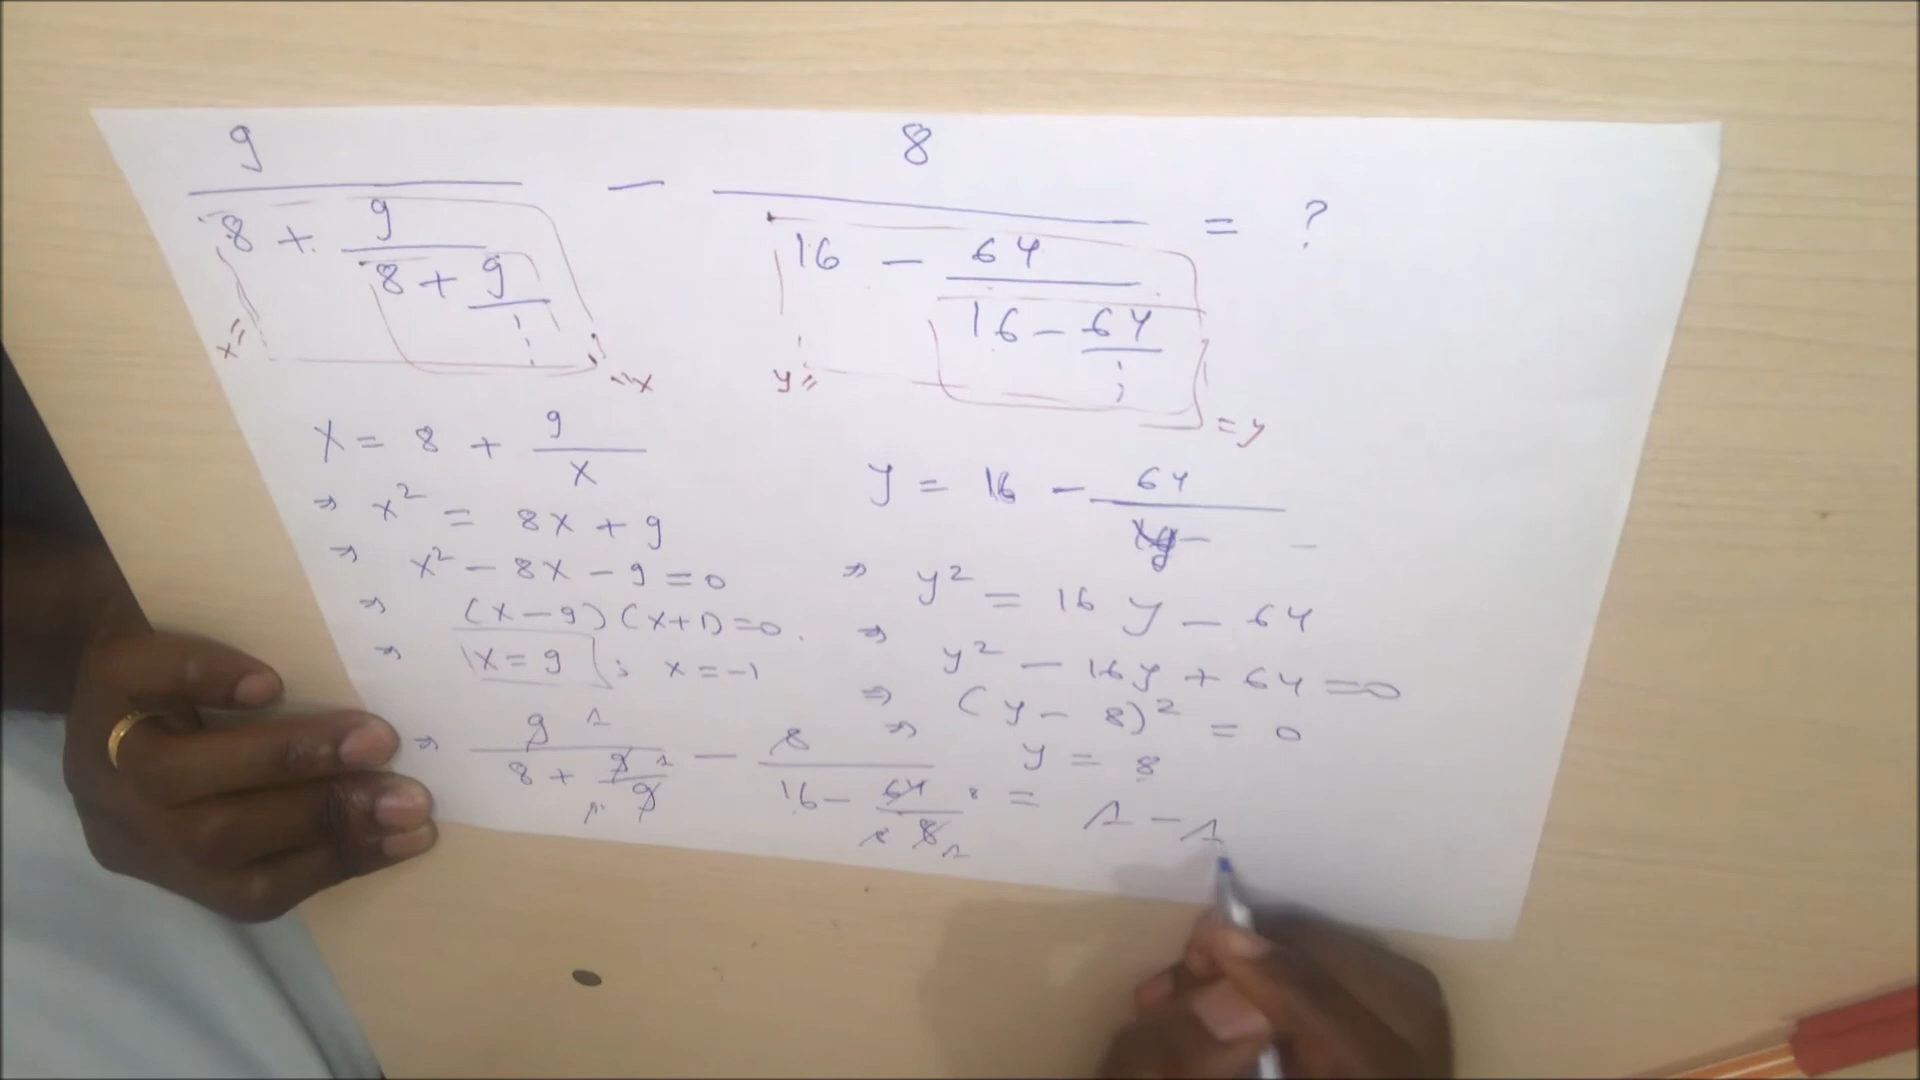 9 / (8 + 9 / (8 + 9 / ⋮)) − 8 / (16 − 64 / (16 − 64 / ⋮)) = ?
x =
= x
y =
= y
X = 8 + 9 / x
⇒ x² = 8x + 9
⇒ x² − 8x − 9 = 0
⇒ (x − 9)(x + 1) = 0.
⇒ x = 9 ; x = −1
y = 16 − 64 / y
⇒ y² = 16y − 64
⇒ y² − 16y + 64 = 0
⇒ (y − 8)² = 0
⇒ y = 8
⇒ 9 / (8 + 9/9) − 8 / (16 − 64/8) = 1 − 1